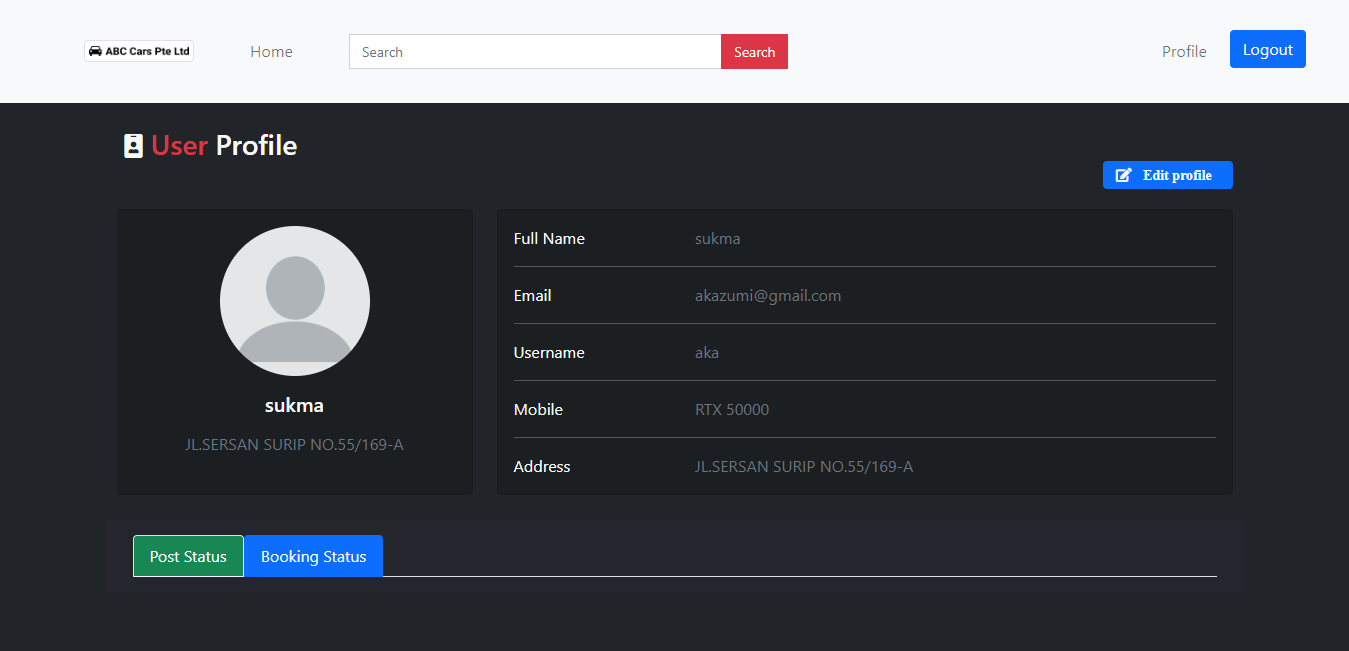 ABC Cars Pte Ltd
Home
Search
Search
Profile
Logout
User Profile
Edit profile
sukma
JL.SERSAN SURIP NO.55/169-A
Full Name sukma
Email akazumi@gmail.com
Username aka
Mobile RTX 50000
Address JL.SERSAN SURIP NO.55/169-A
Post Status
Booking Status